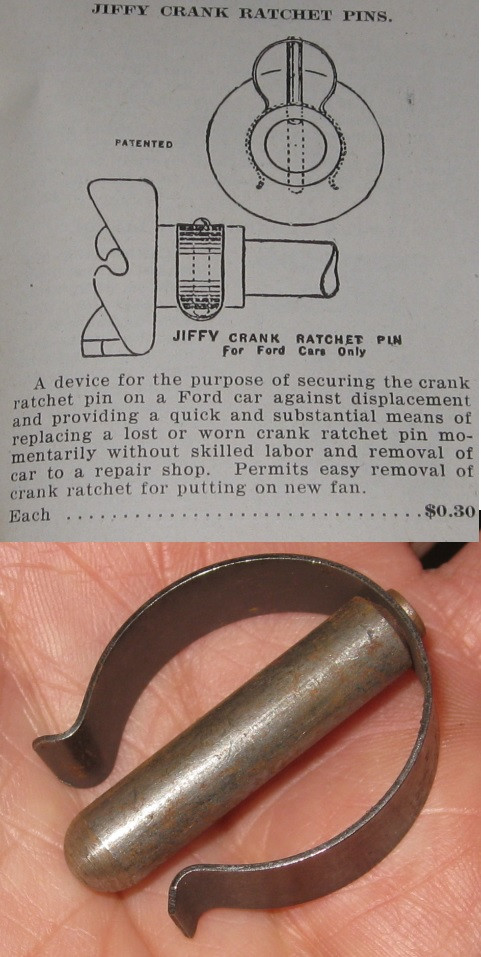 JIFFY CRANK RATCHET PINS.
PATENTED
JIFFY CRANK RATCHET PIN
For Ford Cars Only
A device for the purpose of securing the crank
ratchet pin on a Ford car against displacement
and providing a quick and substantial means of
replacing a lost or worn crank ratchet pin mo-
mentarily without skilled labor and removal of
car to a repair shop. Permits easy removal of
crank ratchet for putting on new fan.
Each ................................$0.30